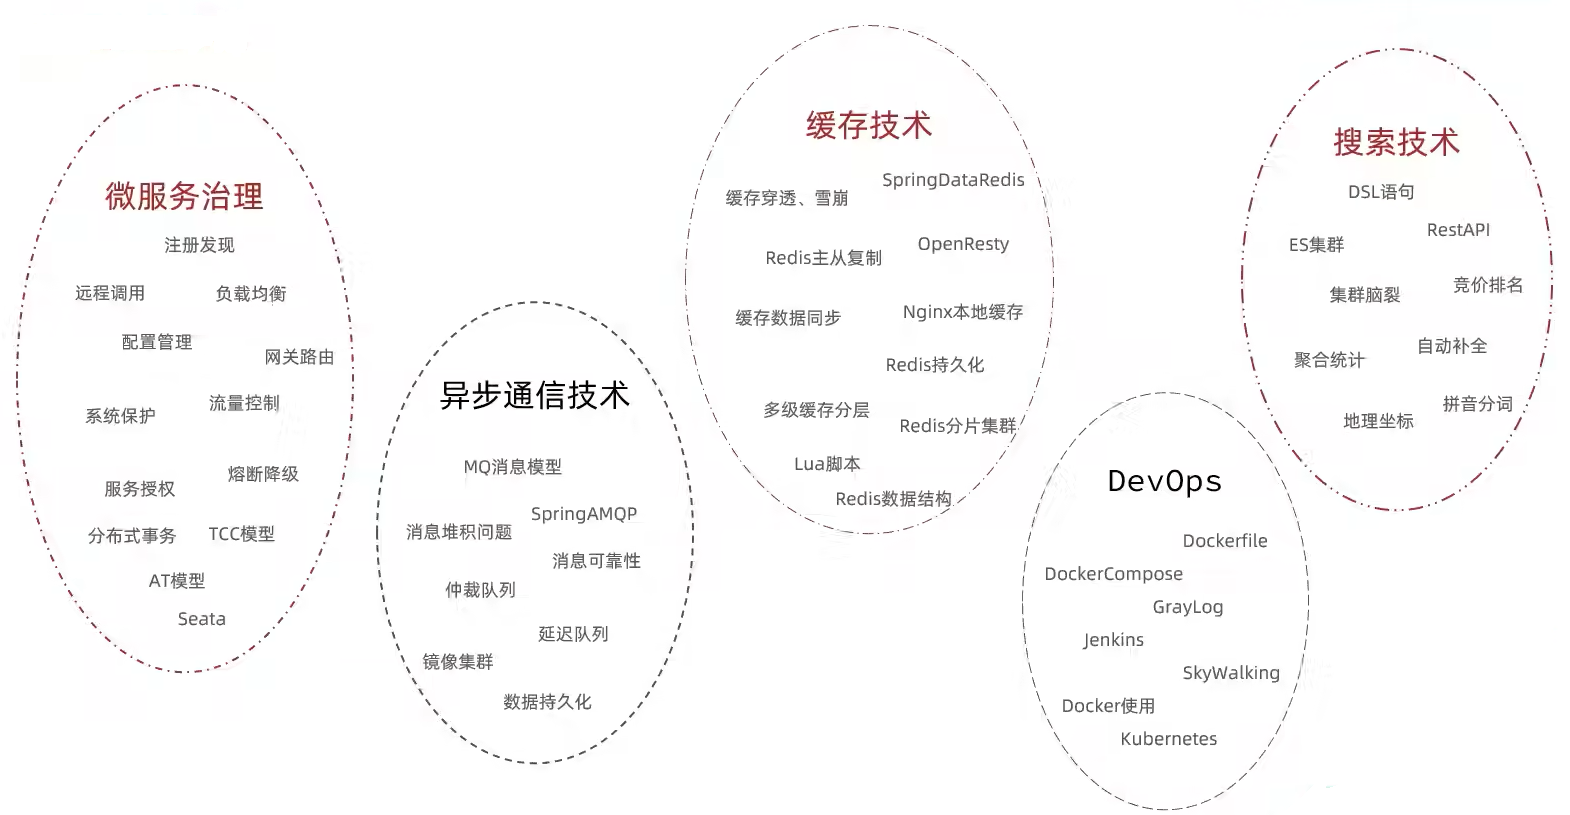 微服务治理
注册发现
远程调用
负载均衡
配置管理
网关路由
系统保护
流量控制
服务授权
熔断降级
分布式事务
TCC模型
AT模型
Seata
异步通信技术
MQ消息模型
SpringAMQP
消息堆积问题
消息可靠性
仲裁队列
延迟队列
镜像集群
数据持久化
缓存技术
SpringDataRedis
缓存穿透、雪崩
OpenResty
Redis主从复制
Nginx本地缓存
缓存数据同步
Redis持久化
多级缓存分层
Redis分片集群
Lua脚本
Redis数据结构
DevOps
Dockerfile
DockerCompose
GrayLog
Jenkins
SkyWalking
Docker使用
Kubernetes
搜索技术
DSL语句
RestAPI
ES集群
竞价排名
集群脑裂
自动补全
聚合统计
拼音分词
地理坐标